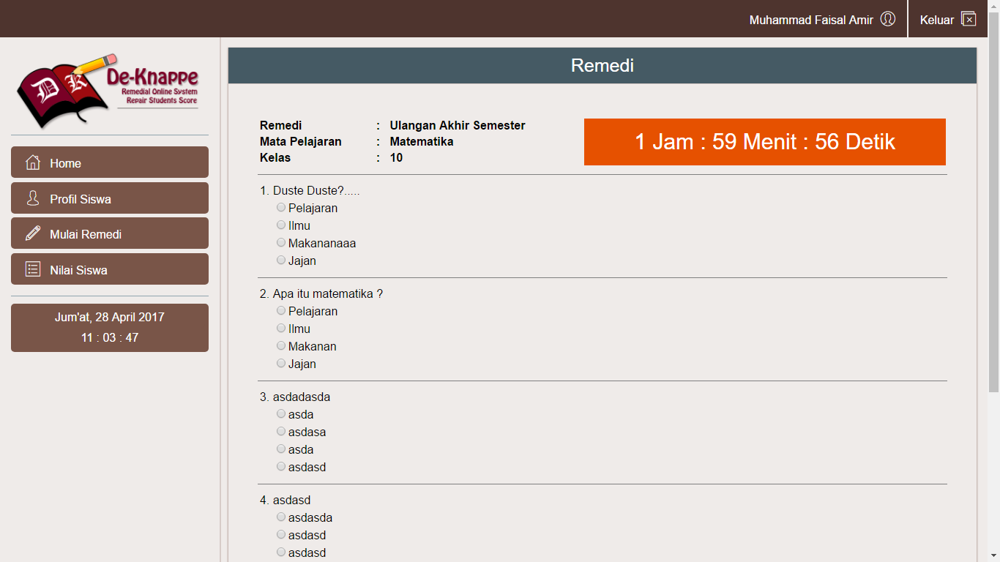 Muhammad Faisal Amir
Keluar
DK
De-Knappe
Remedial Online System
Repair Students Score
Home
Profil Siswa
Mulai Remedi
Nilai Siswa
Jum'at, 28 April 2017
11 : 03 : 47
Remedi
Remedi : Ulangan Akhir Semester
Mata Pelajaran : Matematika
Kelas : 10
1 Jam : 59 Menit : 56 Detik
1. Duste Duste?.....
Pelajaran
Ilmu
Makananaaa
Jajan
2. Apa itu matematika ?
Pelajaran
Ilmu
Makanan
Jajan
3. asdadasda
asda
asdasa
asda
asdasd
4. asdasd
asdasda
asdasd
asdasd